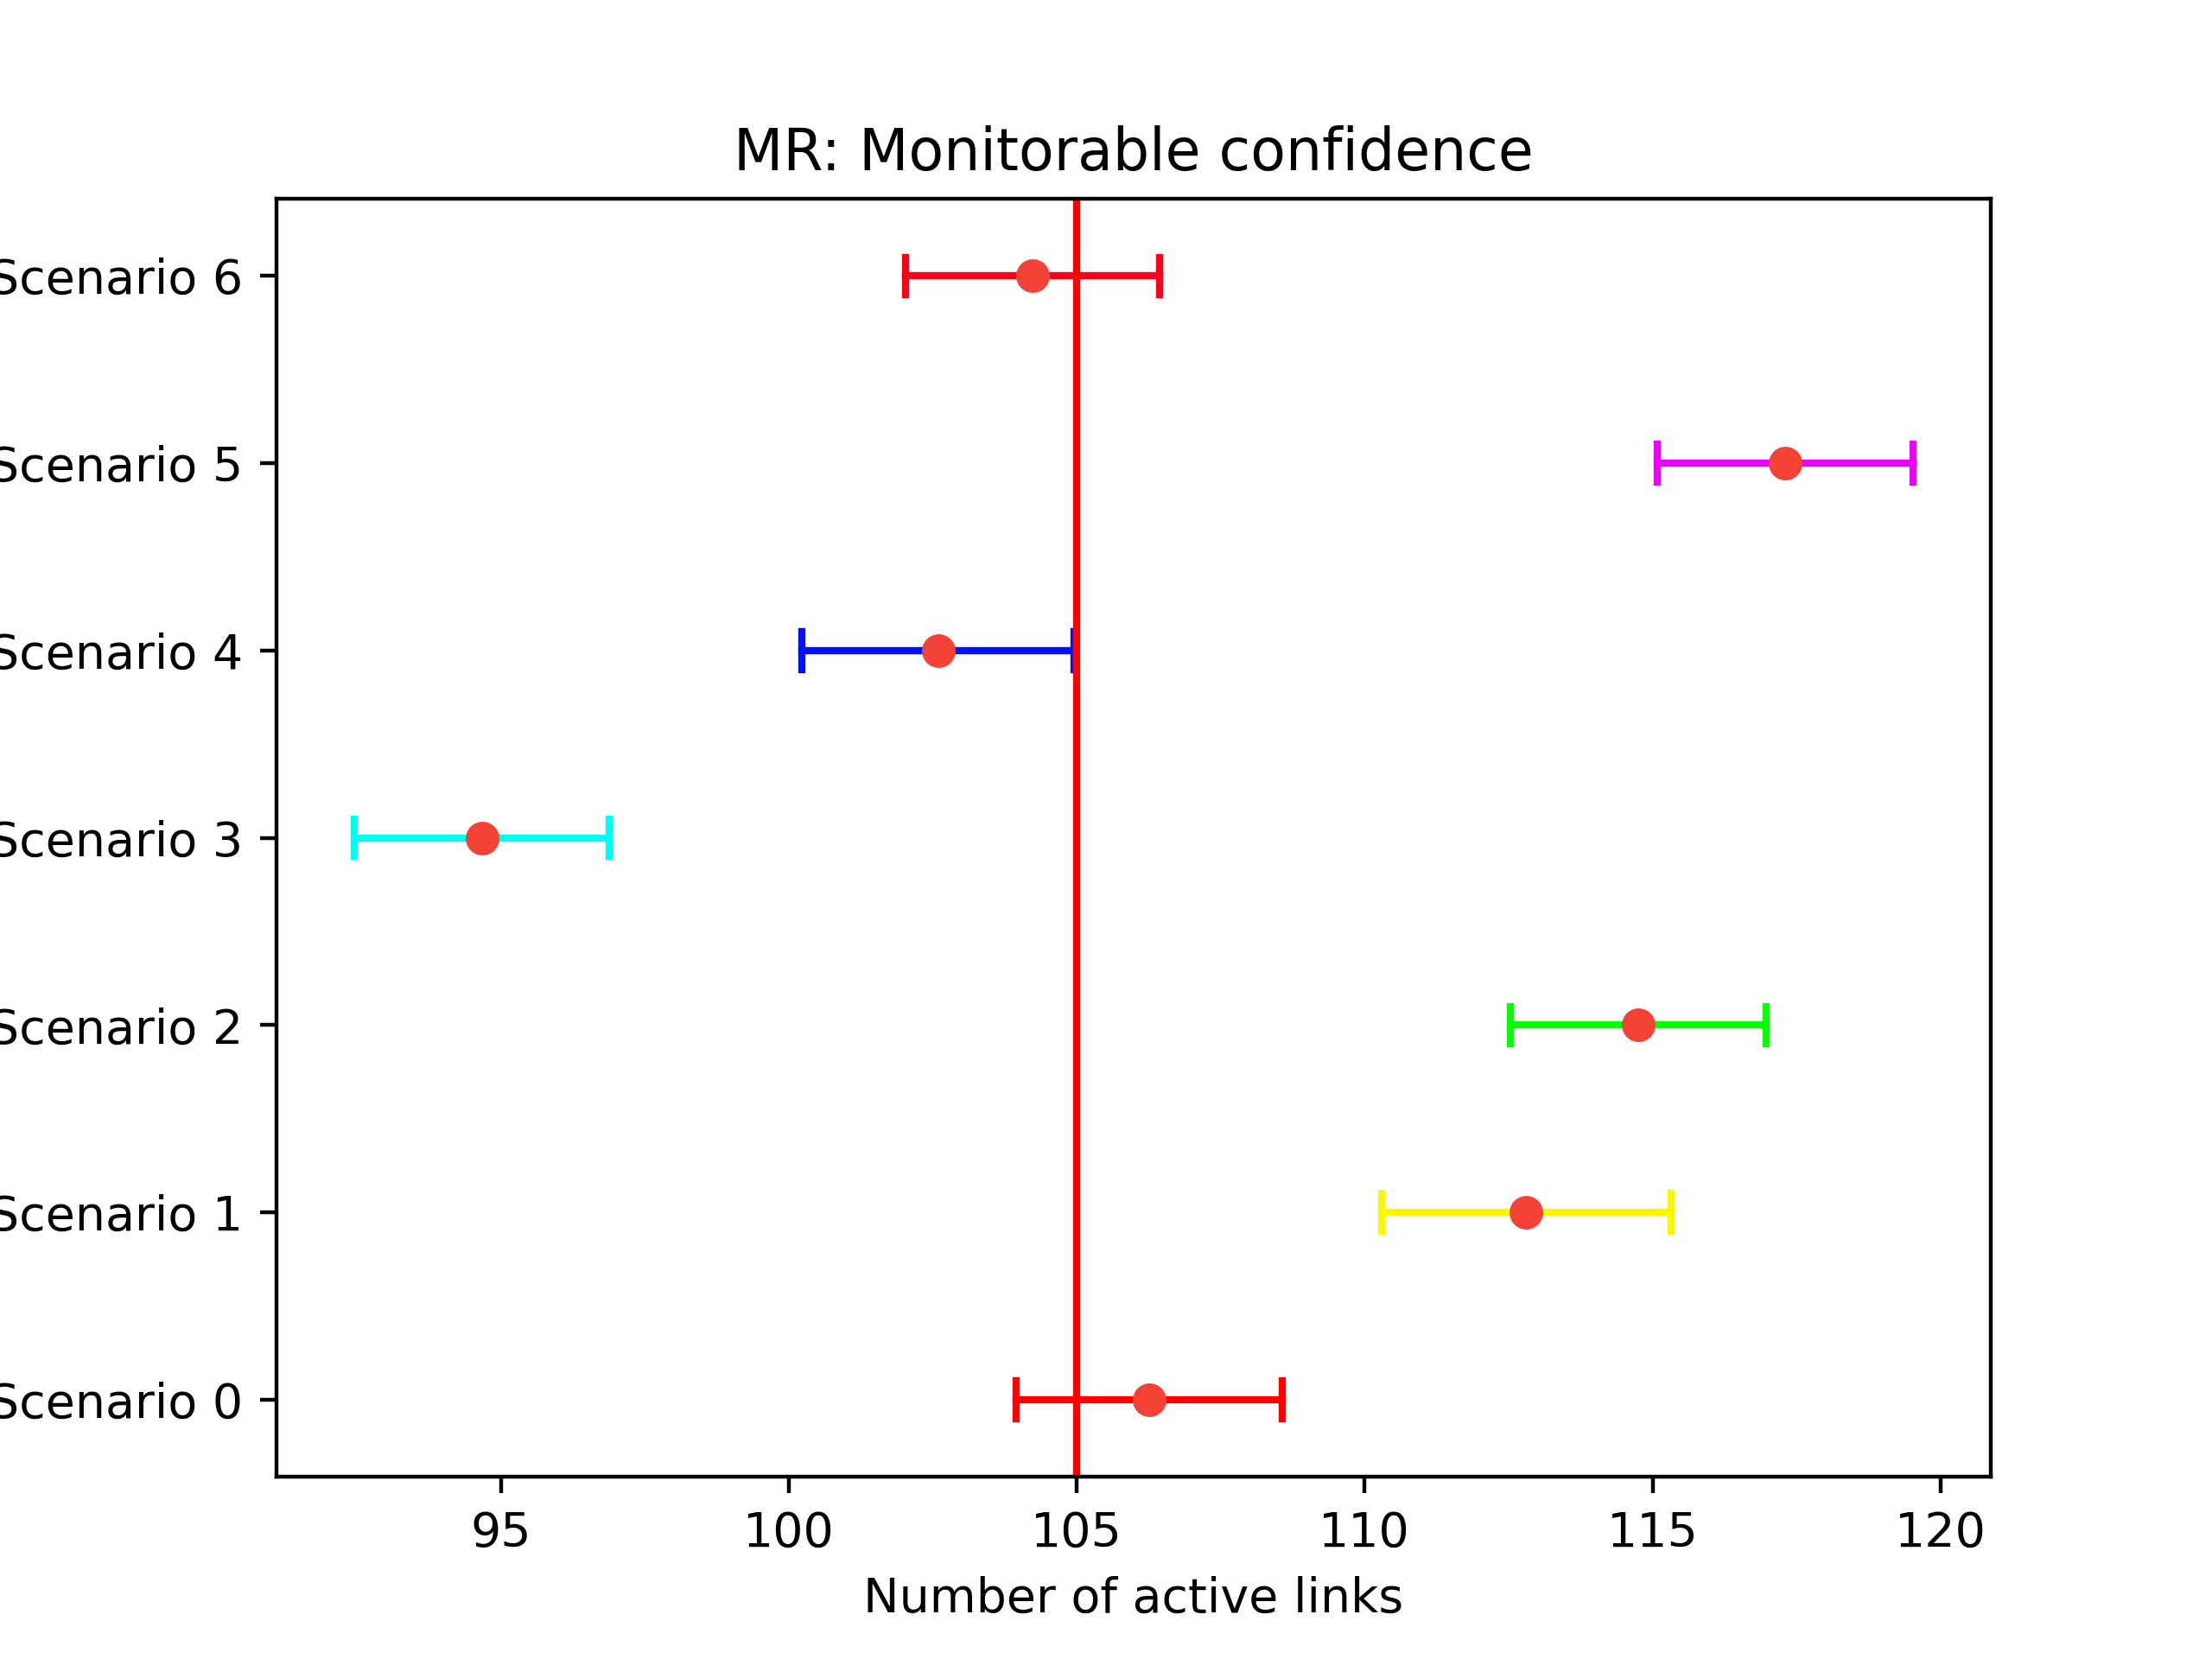 MR: Monitorable confidence
Scenario 6
Scenario 5
Scenario 4
Scenario 3
Scenario 2
Scenario 1
Scenario 0
95 100 105 110 115 120
Number of active links